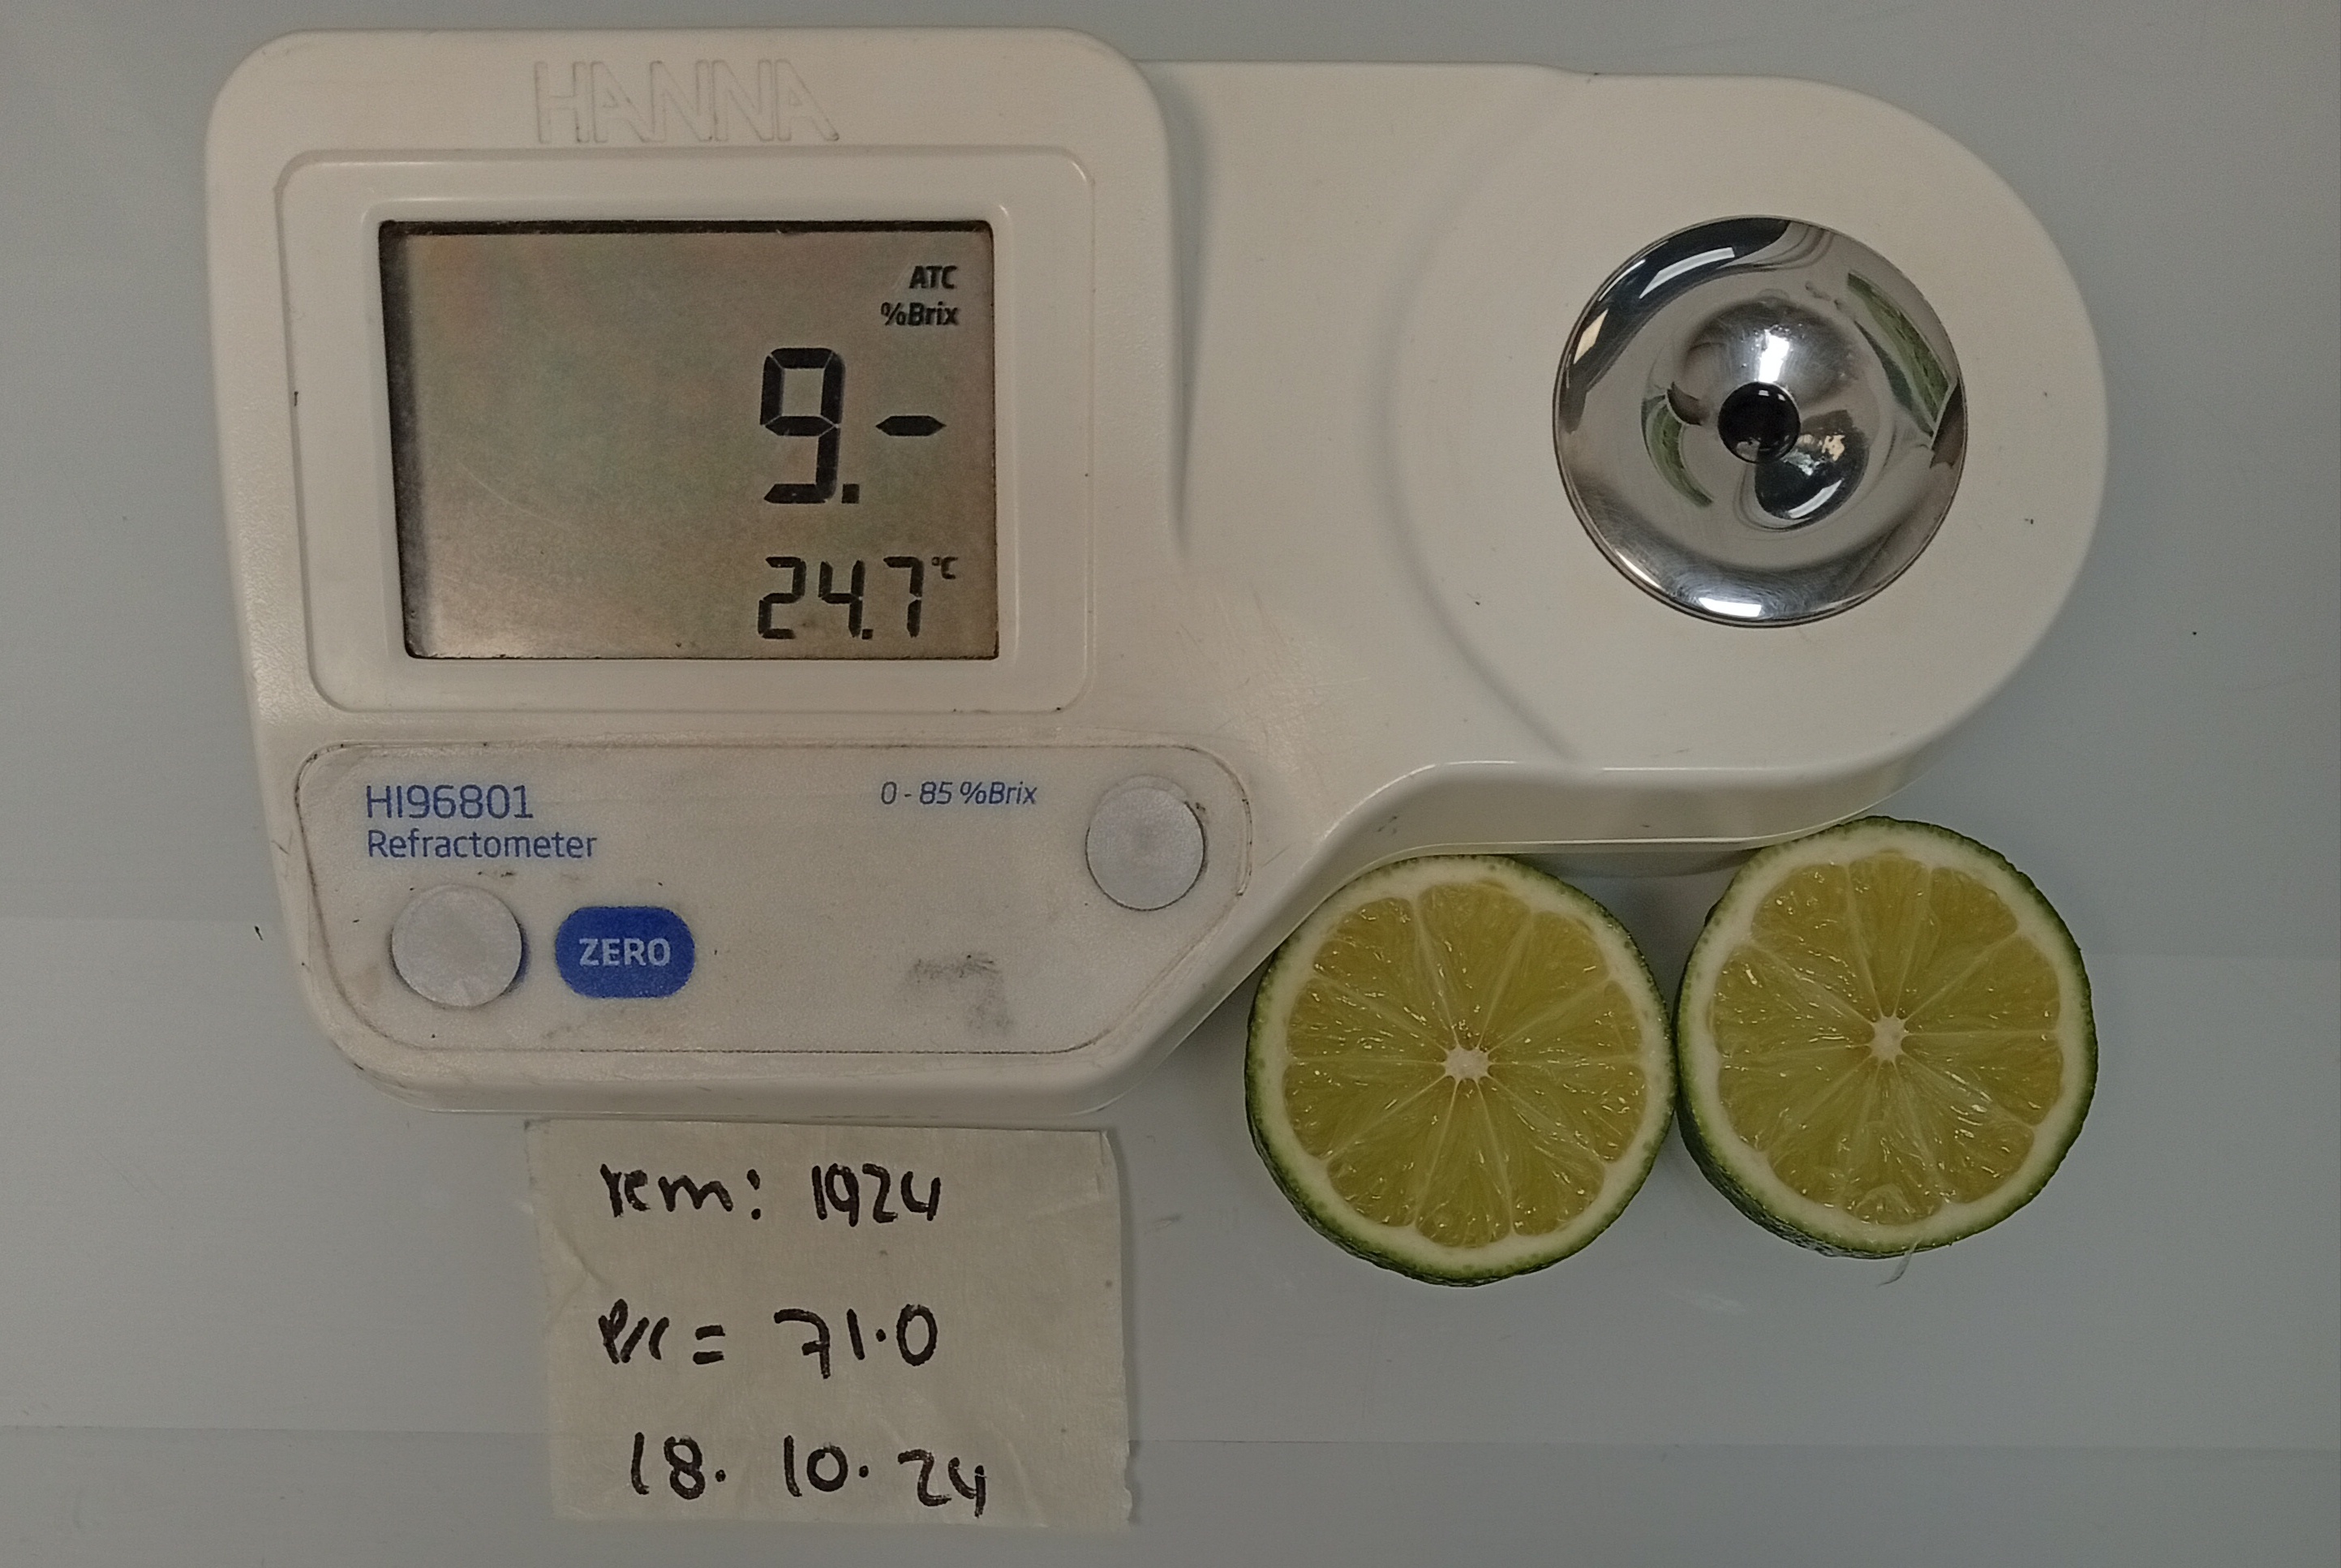 HANNA
ATC
%Brix
9.-
24.7°C
HI96801
Refractometer
0 - 85 %Brix
ZERO
rem: 1924
= 71.0
18. 10. 24